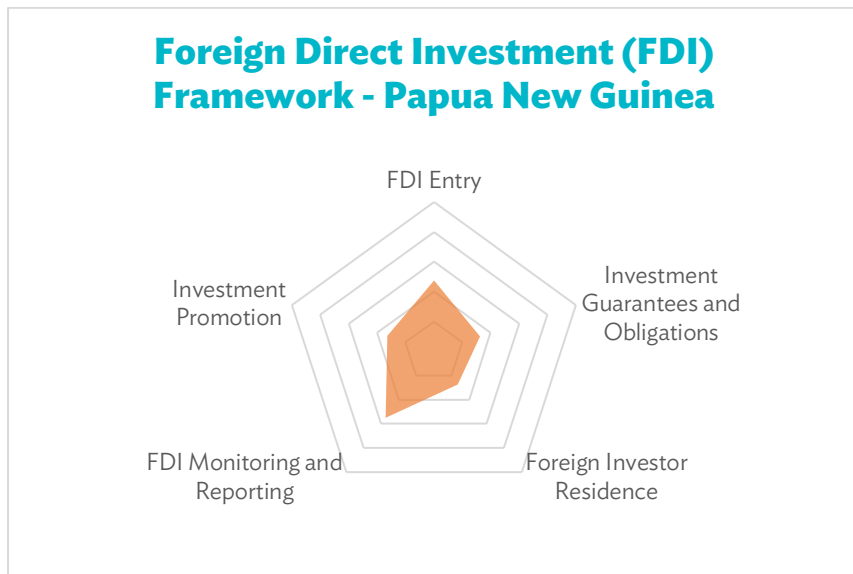 Foreign Direct Investment (FDI)
Framework - Papua New Guinea
FDI Entry
Investment
Promotion
Investment
Guarantees and
Obligations
FDI Monitoring and
Reporting
Foreign Investor
Residence